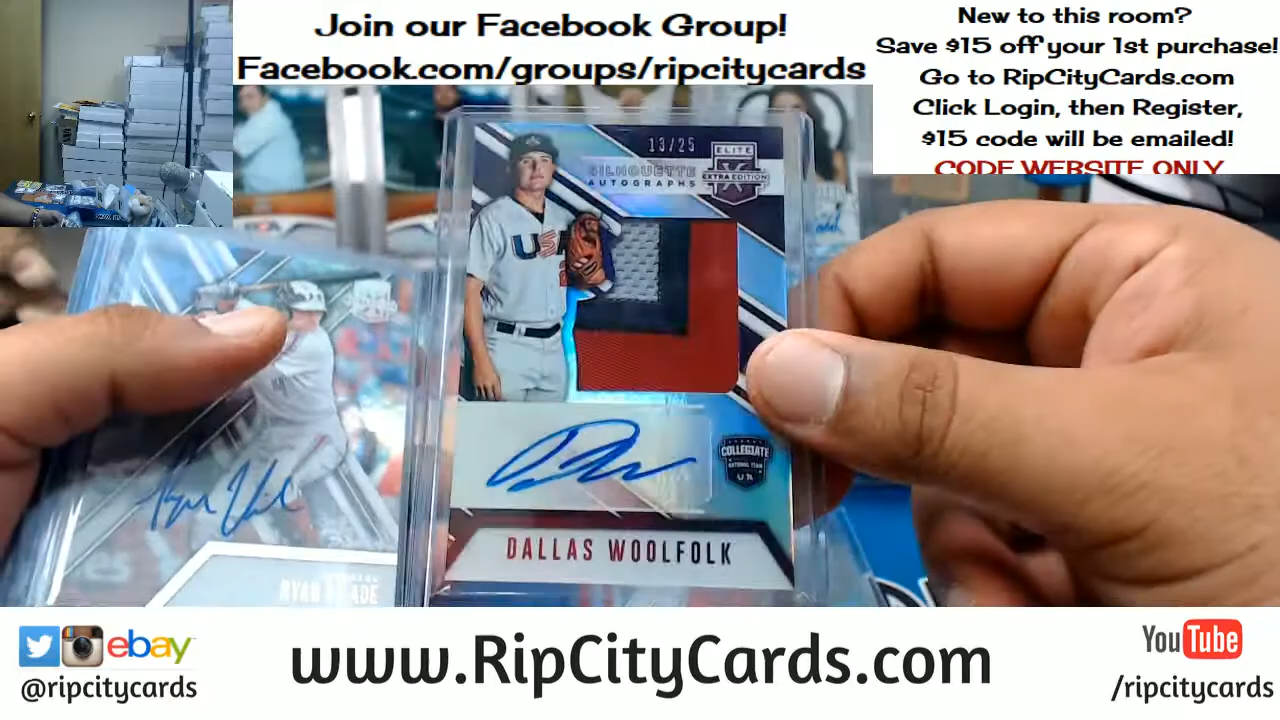 Join our Facebook Group!
Facebook.com/groups/ripcitycards
New to this room?
Save $15 off your 1st purchase!
Go to RipCityCards.com
Click Login, then Register,
$15 code will be emailed!
CODE WEBSITE ONLY
13/25
SILHOUETTE
AUTOGRAPHS
ELITE
EXTRA EDITION
USA
COLLEGIATE
NATIONAL TEAM
DALLAS WOOLFOLK
RYAN
ebay
@ripcitycards
www.RipCityCards.com
YouTube
/ripcitycards